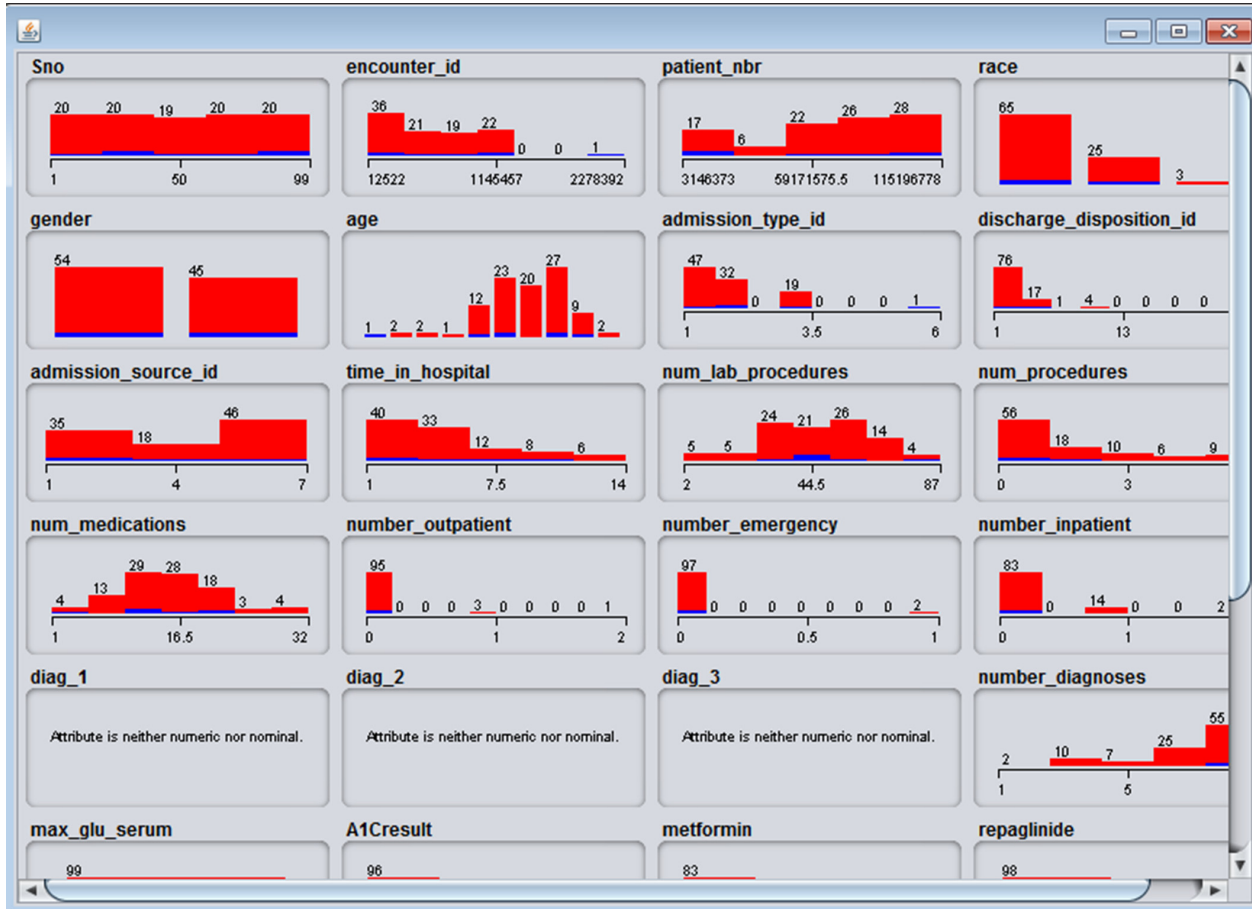 Sno encounter_id patient_nbr race
20 20 19 20 20
1 50 99
36 21 19 22 0 0 1
12522 1145457 2278392
17 6 22 26 28
3146373 59171575.5 115196778
65 25 3
gender age admission_type_id discharge_disposition_id
54 45
1 2 2 1 12 23 20 27 9 2
47 32 0 19 0 0 0 1
1 3.5 6
76 17 1 4 0 0 0 0
1 13
admission_source_id time_in_hospital num_lab_procedures num_procedures
35 18 46
1 4 7
40 33 12 8 6
1 7.5 14
5 5 24 21 26 14 4
2 44.5 87
56 18 10 6 9
0 3
num_medications number_outpatient number_emergency number_inpatient
4 13 29 28 18 3 4
1 16.5 32
95 0 0 0 3 0 0 0 0 1
0 1 2
97 0 0 0 0 0 0 0 0 2
0 0.5 1
83 0 14 0 0 2
0 1
diag_1 diag_2 diag_3 number_diagnoses
Attribute is neither numeric nor nominal.
Attribute is neither numeric nor nominal.
Attribute is neither numeric nor nominal.
2 10 7 25 55
1 5
max_glu_serum A1Cresult metformin repaglinide
99 96 83 98